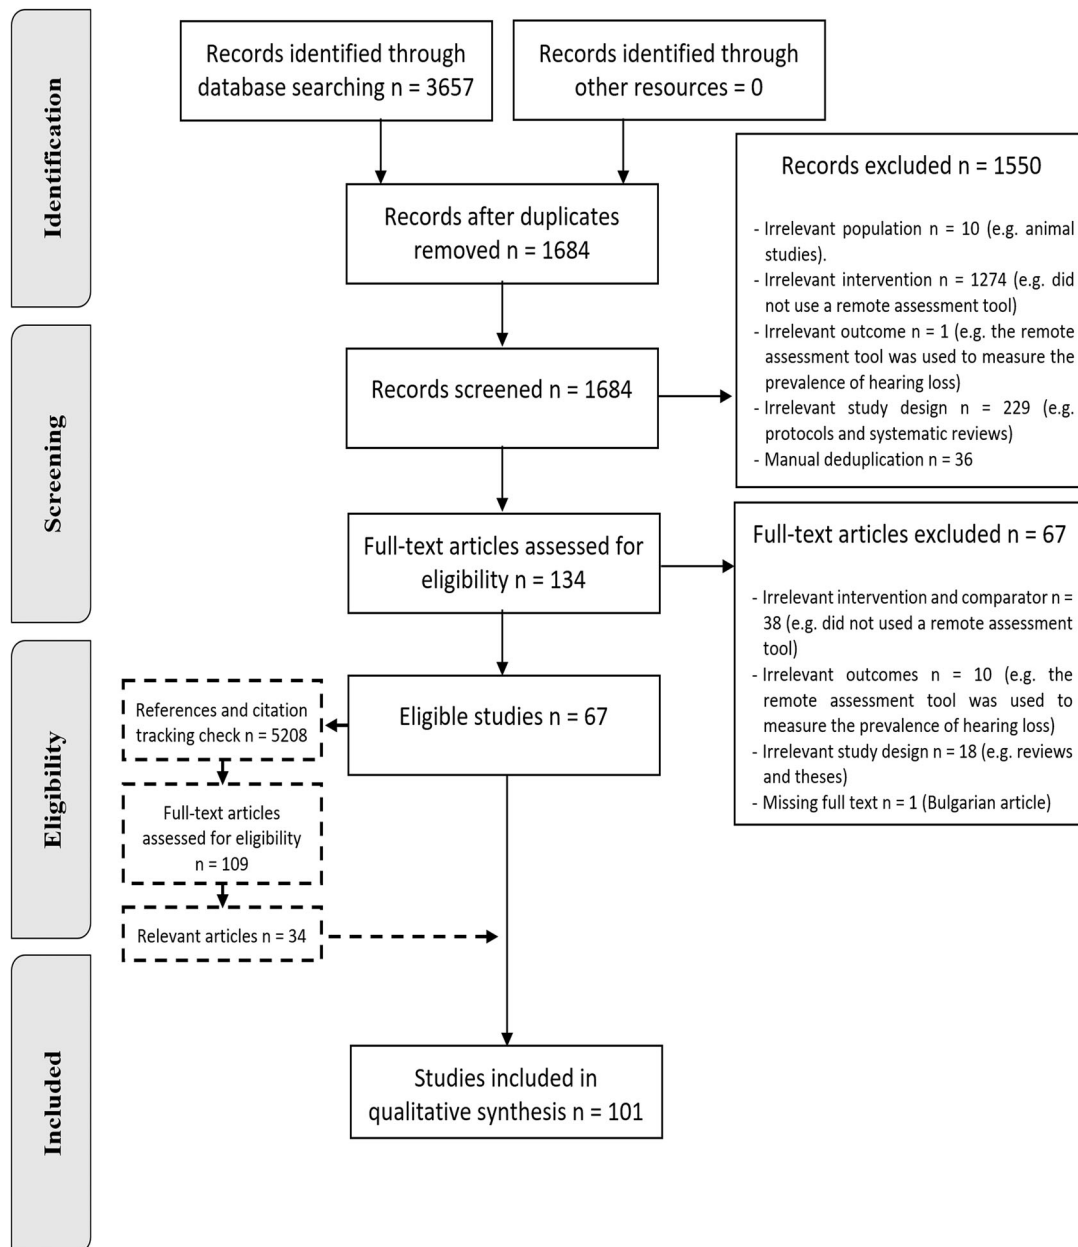 Identification
Records identified through
database searching n = 3657
Records identified through
other resources = 0
Records after duplicates
removed n = 1684
Records excluded n = 1550
- Irrelevant population n = 10 (e.g. animal
studies).
- Irrelevant intervention n = 1274 (e.g. did
not use a remote assessment tool)
- Irrelevant outcome n = 1 (e.g. the remote
assessment tool was used to measure the
prevalence of hearing loss)
- Irrelevant study design n = 229 (e.g.
protocols and systematic reviews)
- Manual deduplication n = 36
Screening
Records screened n = 1684
Full-text articles assessed for
eligibility n = 134
Full-text articles excluded n = 67
- Irrelevant intervention and comparator n =
38 (e.g. did not used a remote assessment
tool)
- Irrelevant outcomes n = 10 (e.g. the
remote assessment tool was used to
measure the prevalence of hearing loss)
- Irrelevant study design n = 18 (e.g. reviews
and theses)
- Missing full text n = 1 (Bulgarian article)
Eligibility
Eligible studies n = 67
References and citation
tracking check n = 5208
Full-text articles
assessed for eligibility
n = 109
Relevant articles n = 34
Included
Studies included in
qualitative synthesis n = 101